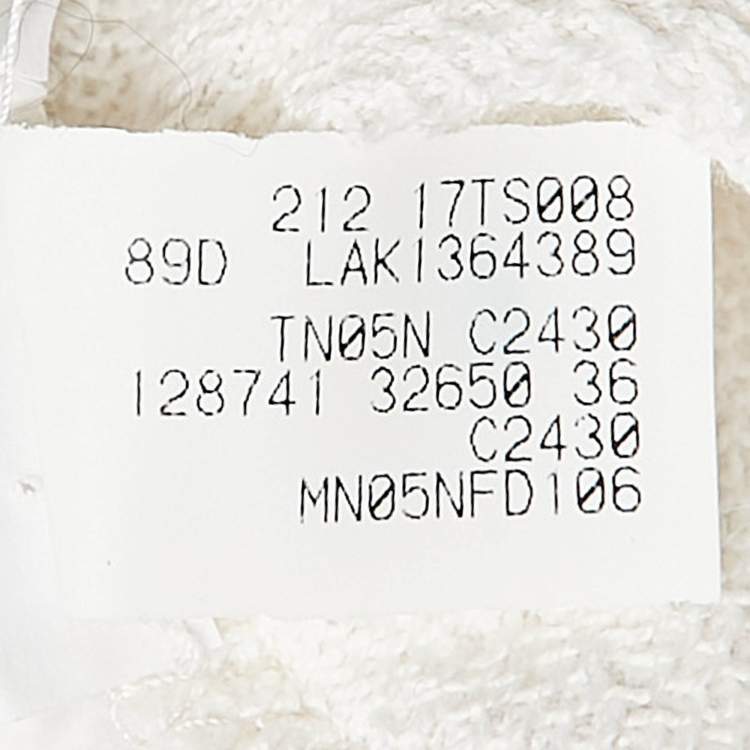 212 17TS008
89D LAK1364389
TN05N C2430
128741 32650 36
C2430
MN05NFD106